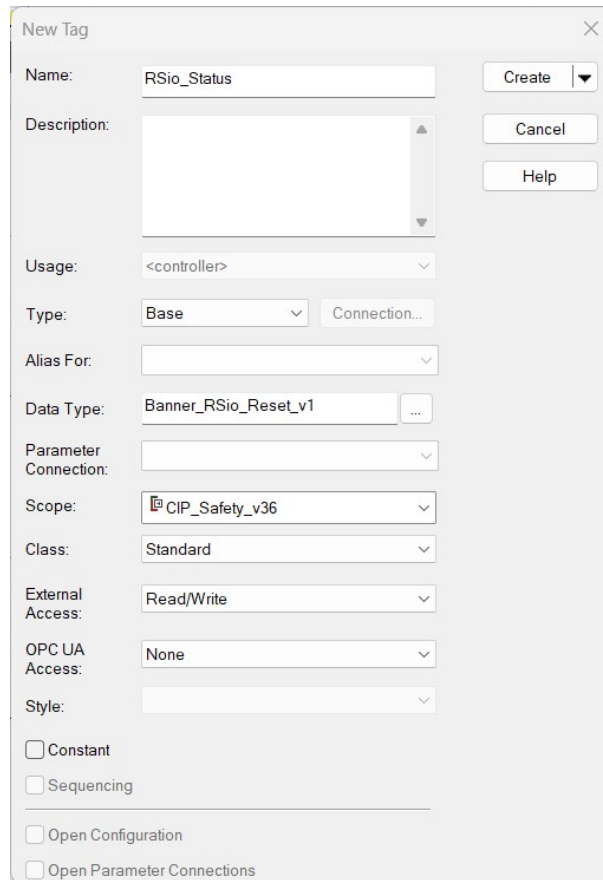 New Tag
Name:
RSio_Status
Create
Description:
Cancel
Help
Usage:
<controller>
Type:
Base
Connection...
Alias For:
Data Type:
Banner_RSio_Reset_v1
...
Parameter
Connection:
Scope:
CIP_Safety_v36
Class:
Standard
External
Access:
Read/Write
OPC UA
Access:
None
Style:
Constant
Sequencing
Open Configuration
Open Parameter Connections